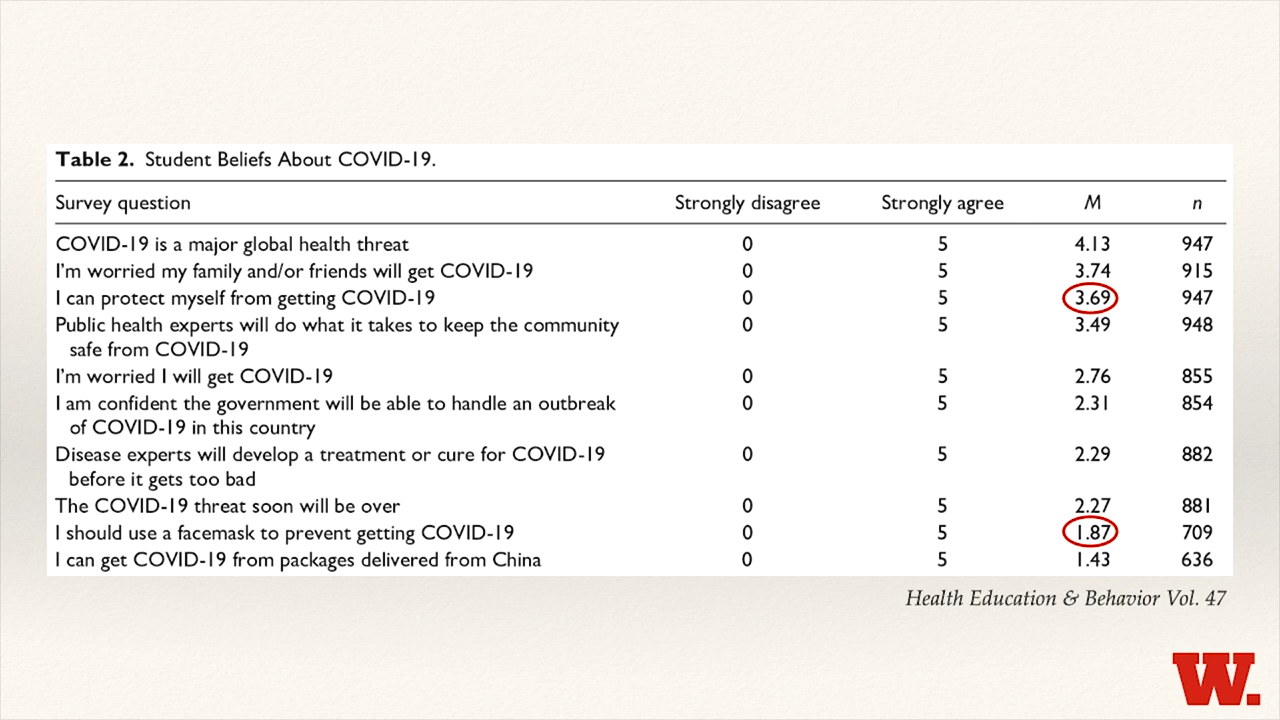 Table 2. Student Beliefs About COVID-19.
Survey question Strongly disagree Strongly agree M n
COVID-19 is a major global health threat 0 5 4.13 947
I'm worried my family and/or friends will get COVID-19 0 5 3.74 915
I can protect myself from getting COVID-19 0 5 3.69 947
Public health experts will do what it takes to keep the community 0 5 3.49 948
safe from COVID-19
I'm worried I will get COVID-19 0 5 2.76 855
I am confident the government will be able to handle an outbreak 0 5 2.31 854
of COVID-19 in this country
Disease experts will develop a treatment or cure for COVID-19 0 5 2.29 882
before it gets too bad
The COVID-19 threat soon will be over 0 5 2.27 881
I should use a facemask to prevent getting COVID-19 0 5 1.87 709
I can get COVID-19 from packages delivered from China 0 5 1.43 636
Health Education & Behavior Vol. 47
W.